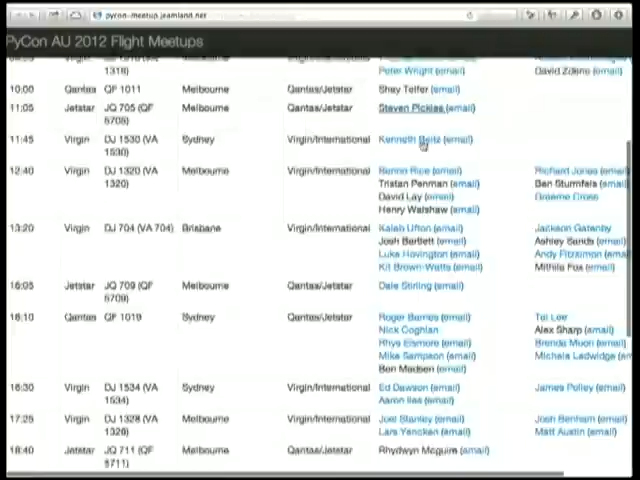 pycon-meetup.jeamland.net
PyCon AU 2012 Flight Meetups
1318) Peter Wright (email) David Zdenc (email)
10:00 Qantas QF 1011 Melbourne Qantas/Jetstar Shay Telfer (email)
11:05 Jetstar JQ 705 (QF Melbourne Qantas/Jetstar Steven Pickles (email)
5705)
11:45 Virgin DJ 1530 (VA Sydney Virgin/International Kenneth Reitz (email)
1530)
12:40 Virgin DJ 1320 (VA Melbourne Virgin/International Rice (email) Richard Jones (email)
1320) Tristan Penman (email) Ben Sturmfels (email)
David Lay (email) Graeme Cross
Henry Walshaw (email)
13:20 Virgin DJ 704 (VA 704) Brisbane Virgin/International (email) Jackson Gatenby
Josh Bartlett (email) Ashley Sands (email)
Luke Hovington (email) Andy Fitzsimon (email)
Kit Brown-Watts (email) Mithila Fox (email)
16:05 Jetstar JQ 709 (QF Melbourne Qantas/Jetstar Dale Stirling (email)
5709)
16:10 Qantas QF 1019 Sydney Qantas/Jetstar Roger Barnes (email) Lee
Nick Coghlan Alex Sharp (email)
Rhys Elsmore (email) Brenda (email)
Mike Sampson (email) Michela Ledwidge (email)
Ben Madsen (email)
16:30 Virgin DJ 1534 (VA Sydney Virgin/International Ed Dawson (email) James Polley (email)
1534) Aaron Iles (email)
17:25 Virgin DJ 1328 (VA Melbourne Virgin/International Joel Stanley (email) Josh Benham (email)
1328) Lars Yencken (email) Matt Austin (email)
18:40 Jetstar JQ 711 (QF Melbourne Qantas/Jetstar Rhydwyn Mcguire (email)
5711)